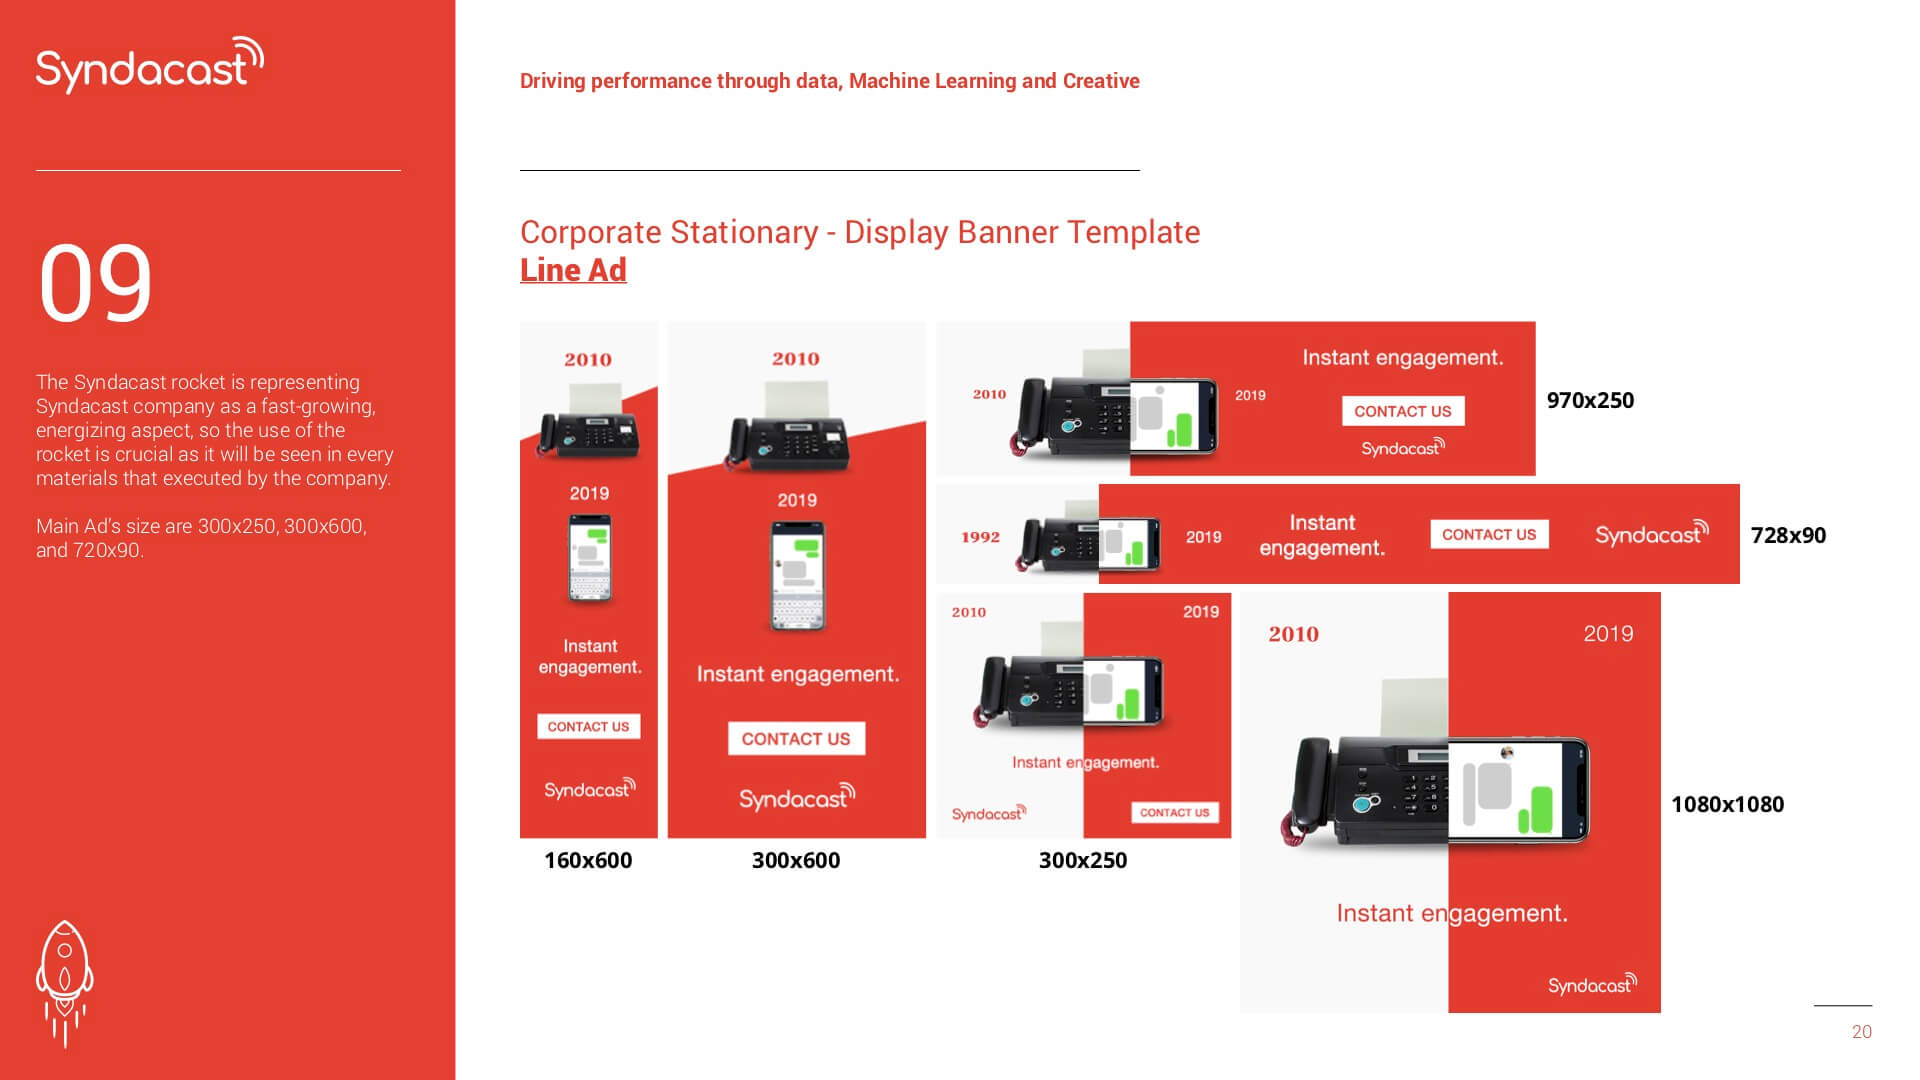 Syndacast
Driving performance through data, Machine Learning and Creative
09
The Syndacast rocket is representing
Syndacast company as a fast-growing,
energizing aspect, so the use of the
rocket is crucial as it will be seen in every
materials that executed by the company.
Main Ad's size are 300x250, 300x600,
and 720x90.
Corporate Stationary - Display Banner Template
Line Ad
2010
2019
Instant
engagement.
CONTACT US
Syndacast
160x600
2010
2019
Instant engagement.
CONTACT US
Syndacast
300x600
2010
2019
Instant engagement.
CONTACT US
Syndacast
970x250
1992
2019
Instant
engagement.
CONTACT US
Syndacast
728x90
2010
2019
Instant engagement.
Syndacast
CONTACT US
300x250
2010
2019
Instant engagement.
Syndacast
1080x1080
20